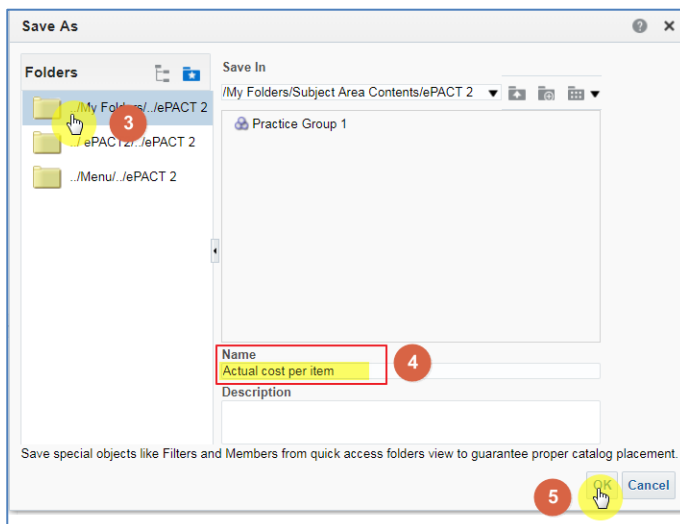 Save As
Folders
../My Folders/../ePACT 2
3
../ ePACT2/../ePACT 2
../Menu/../ePACT 2
Save In
/My Folders/Subject Area Contents/ePACT 2
Practice Group 1
Name
Actual cost per item
4
Description
Save special objects like Filters and Members from quick access folders view to guarantee proper catalog placement.
5
OK Cancel